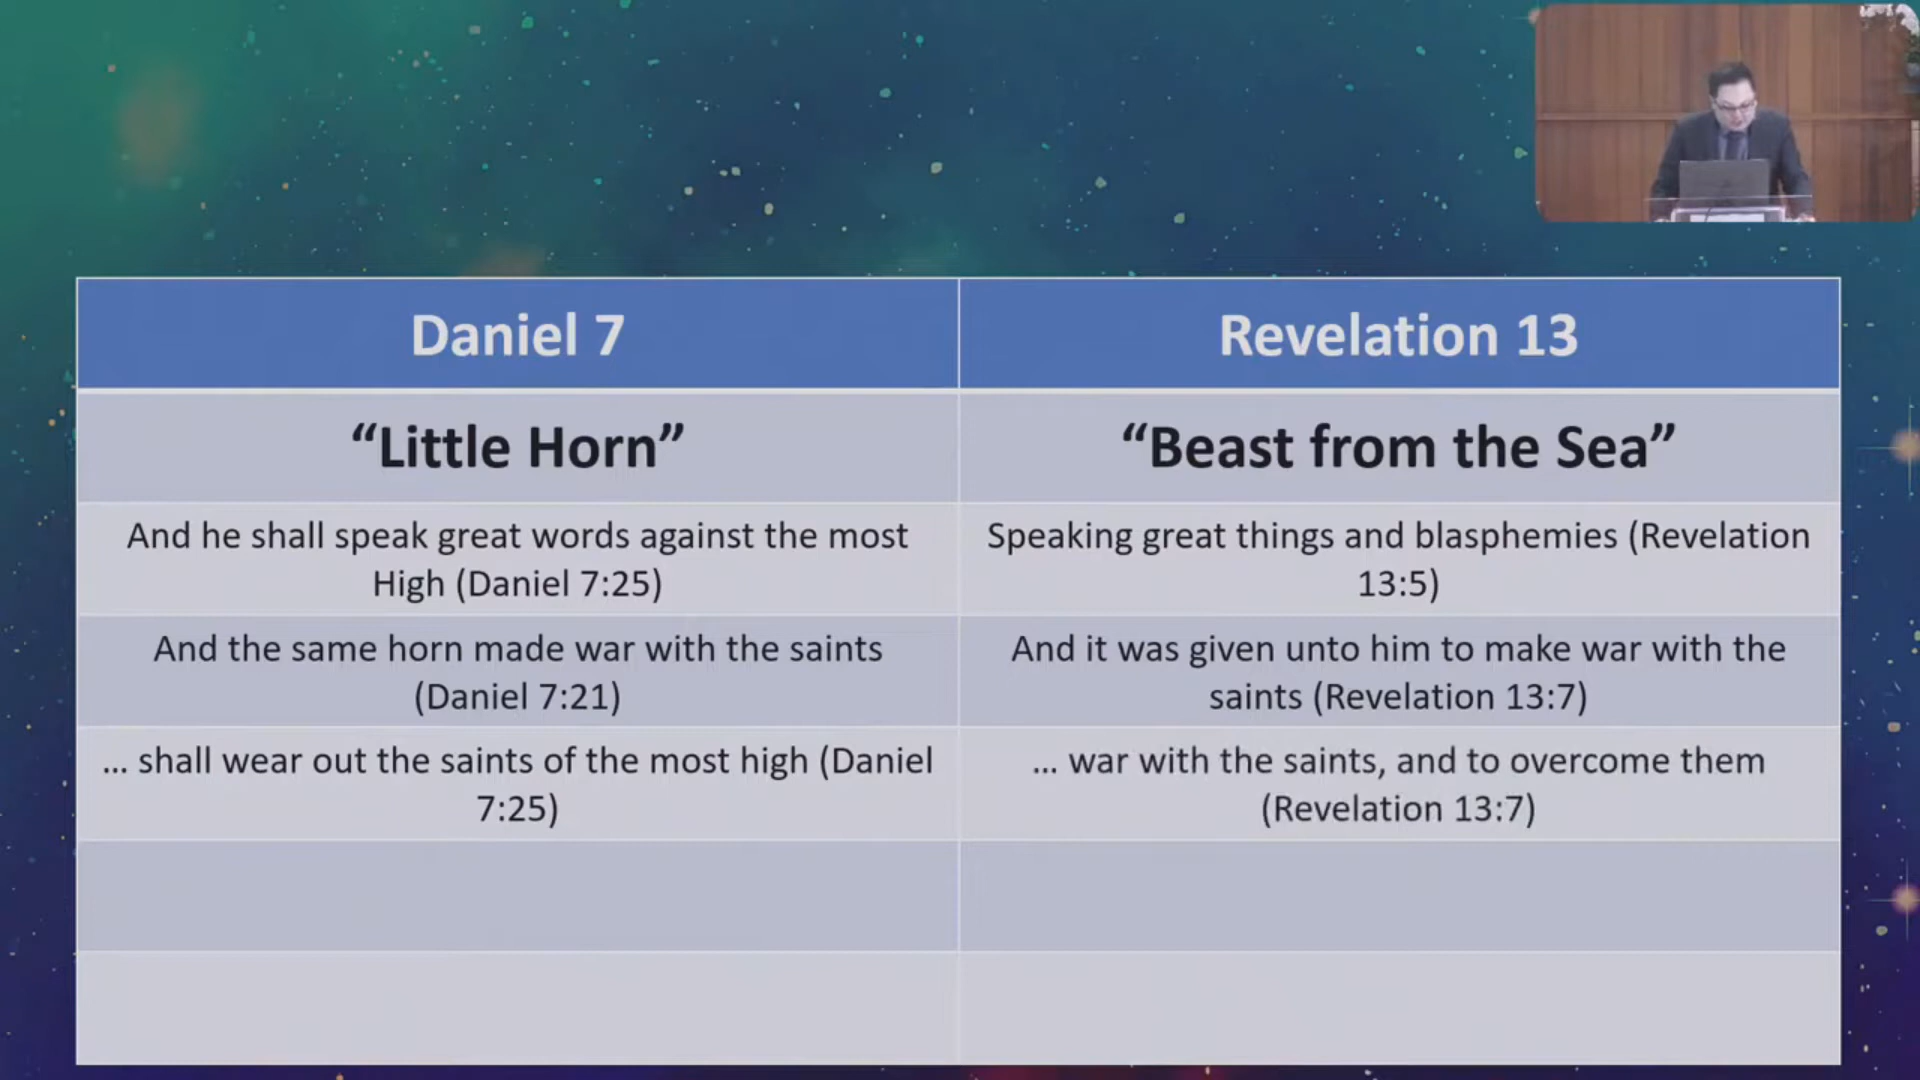 Daniel 7
Revelation 13
“Little Horn”
“Beast from the Sea”
And he shall speak great words against the most
High (Daniel 7:25)
Speaking great things and blasphemies (Revelation
13:5)
And the same horn made war with the saints
(Daniel 7:21)
And it was given unto him to make war with the
saints (Revelation 13:7)
... shall wear out the saints of the most high (Daniel
7:25)
... war with the saints, and to overcome them
(Revelation 13:7)